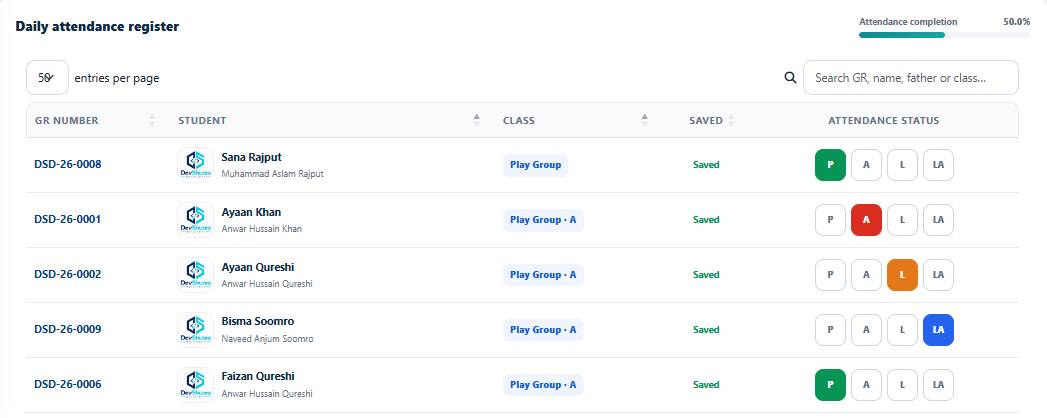 Daily attendance register
Attendance completion 50.0%
50 entries per page
Search GR, name, father or class...
GR NUMBER STUDENT CLASS SAVED ATTENDANCE STATUS
DSD-26-0008 Sana Rajput Play Group Saved P A L LA
Muhammad Aslam Rajput
DSD-26-0001 Ayaan Khan Play Group · A Saved P A L LA
Anwar Hussain Khan
DSD-26-0002 Ayaan Qureshi Play Group · A Saved P A L LA
Anwar Hussain Qureshi
DSD-26-0009 Bisma Soomro Play Group · A Saved P A L LA
Naveed Anjum Soomro
DSD-26-0006 Faizan Qureshi Play Group · A Saved P A L LA
Anwar Hussain Qureshi